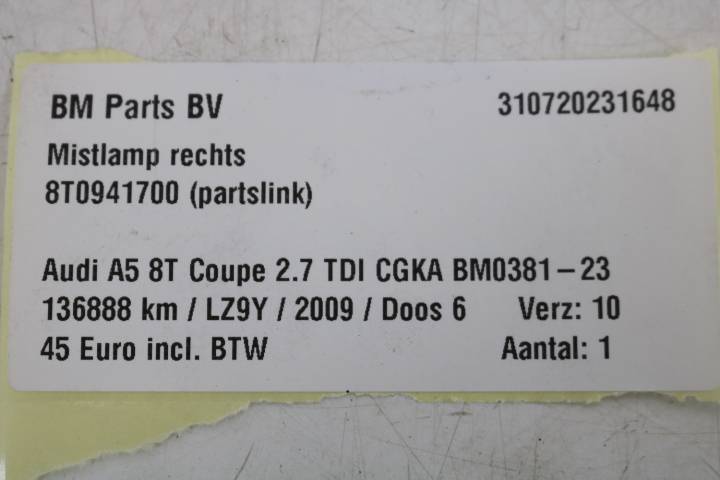 BM Parts BV 310720231648
Mistlamp rechts
8T0941700 (partslink)
Audi A5 8T Coupe 2.7 TDI CGKA BM0381-23
136888 km / LZ9Y / 2009 / Doos 6 Verz: 10
45 Euro incl. BTW Aantal: 1